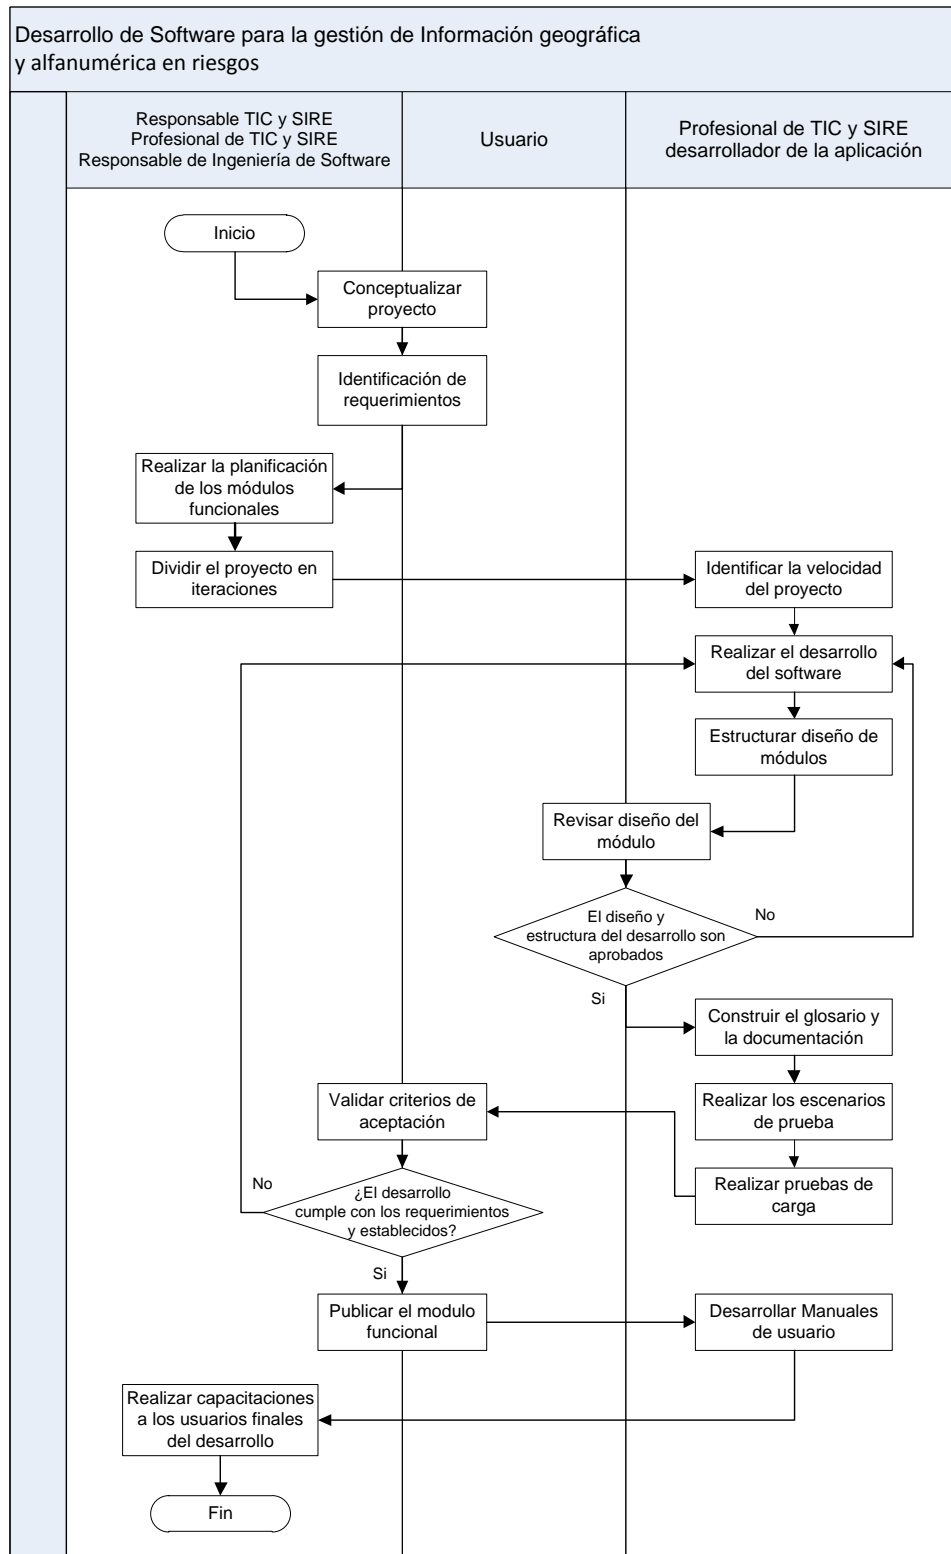 Desarrollo de Software para la gestión de Información geográfica
y alfanumérica en riesgos
Responsable TIC y SIRE
Profesional de TIC y SIRE
Responsable de Ingeniería de Software
Usuario
Profesional de TIC y SIRE
desarrollador de la aplicación
Inicio
Conceptualizar
proyecto
Identificación de
requerimientos
Realizar la planificación
de los módulos
funcionales
Dividir el proyecto en
iteraciones
Identificar la velocidad
del proyecto
Realizar el desarrollo
del software
Estructurar diseño de
módulos
Revisar diseño del
módulo
El diseño y
estructura del desarrollo son
aprobados
No
Si
Construir el glosario y
la documentación
Realizar los escenarios
de prueba
Realizar pruebas de
carga
Validar criterios de
aceptación
¿El desarrollo
cumple con los requerimientos
y establecidos?
No
Si
Publicar el modulo
funcional
Desarrollar Manuales
de usuario
Realizar capacitaciones
a los usuarios finales
del desarrollo
Fin